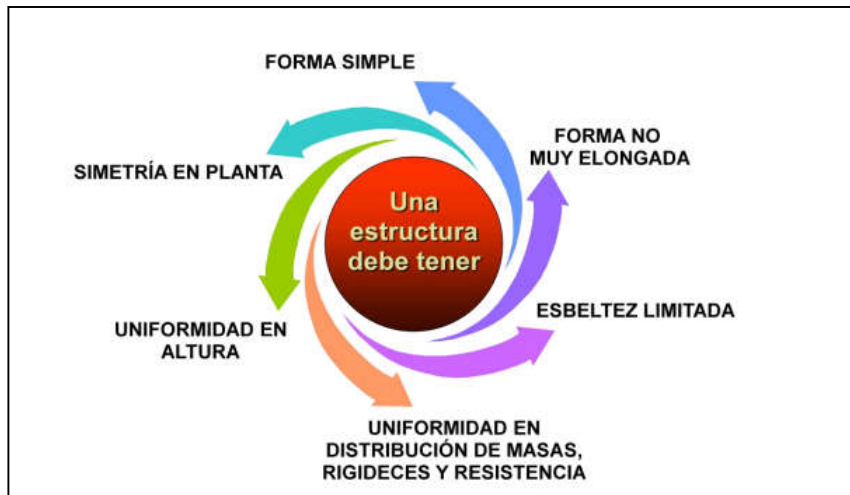 FORMA SIMPLE
FORMA NO
MUY ELONGADA
SIMETRÍA EN PLANTA
Una
estructura
debe tener
ESBELTEZ LIMITADA
UNIFORMIDAD EN
ALTURA
UNIFORMIDAD EN
DISTRIBUCIÓN DE MASAS,
RIGIDECES Y RESISTENCIA